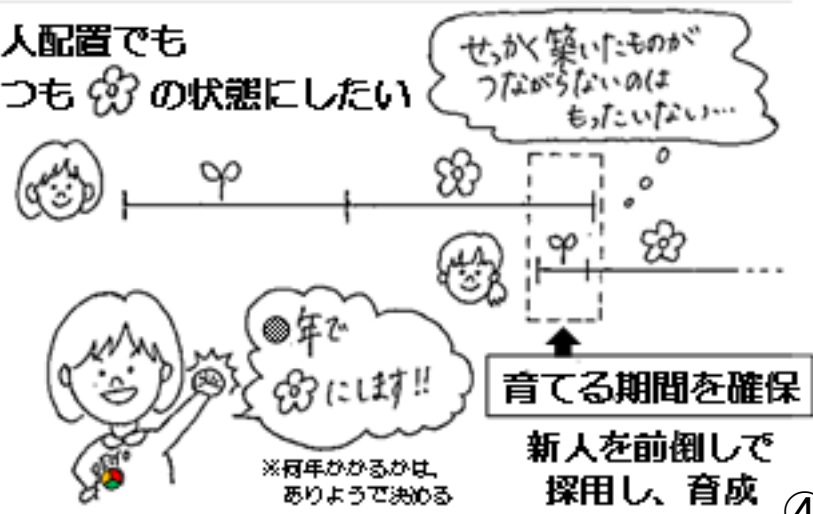 人配置でも
つも の状態にしたい
せっかく築いたものが
つながらないのは
もったいない…
●年で
にします!!
※何年かかるかは、
ありようで決める
育てる期間を確保
新人を前倒しで
採用し、育成
④